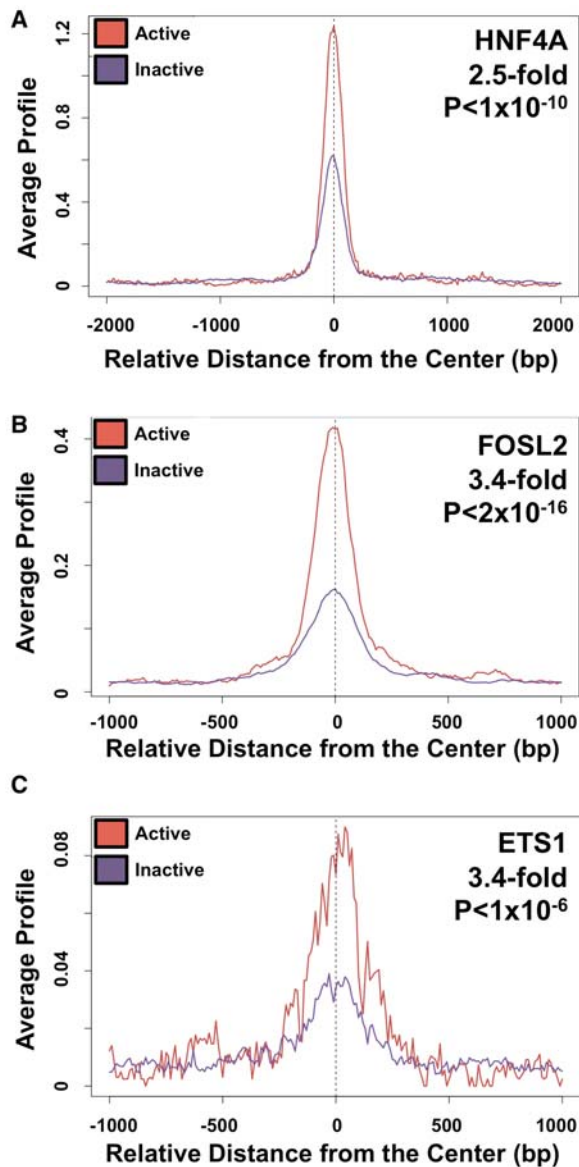 A
Active
Inactive
HNF4A
2.5-fold
P<1x10⁻¹⁰
Average Profile
1.2
0.8
0.4
0
-2000
-1000
0
1000
2000
Relative Distance from the Center (bp)
B
Active
Inactive
FOSL2
3.4-fold
P<2x10⁻¹⁶
Average Profile
0.4
0.2
0
-1000
-500
0
500
1000
Relative Distance from the Center (bp)
C
Active
Inactive
ETS1
3.4-fold
P<1x10⁻⁶
Average Profile
0.08
0.04
0
-1000
-500
0
500
1000
Relative Distance from the Center (bp)